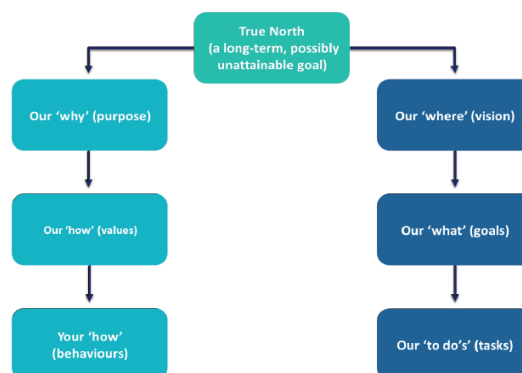 True North
(a long-term, possibly
unattainable goal)
Our ‘why’ (purpose)
Our ‘where’ (vision)
Our ‘how’ (values)
Our ‘what’ (goals)
Your ‘how’
(behaviours)
Our ‘to do’s’ (tasks)